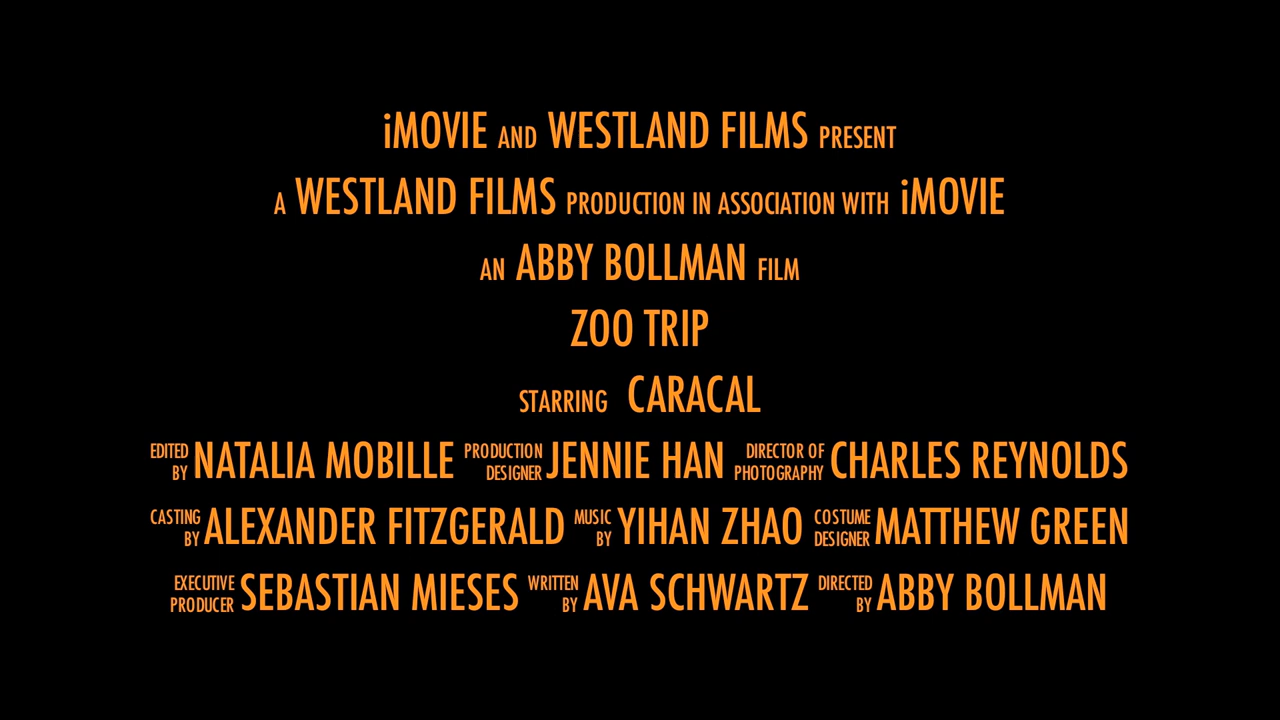 iMOVIE AND WESTLAND FILMS PRESENT
A WESTLAND FILMS PRODUCTION IN ASSOCIATION WITH iMOVIE
AN ABBY BOLLMAN FILM
ZOO TRIP
STARRING CARACAL
EDITED BY NATALIA MOBILLE PRODUCTION DESIGNER JENNIE HAN DIRECTOR OF PHOTOGRAPHY CHARLES REYNOLDS
CASTING BY ALEXANDER FITZGERALD MUSIC BY YIHAN ZHAO COSTUME DESIGNER MATTHEW GREEN
EXECUTIVE PRODUCER SEBASTIAN MIESES WRITTEN BY AVA SCHWARTZ DIRECTED BY ABBY BOLLMAN